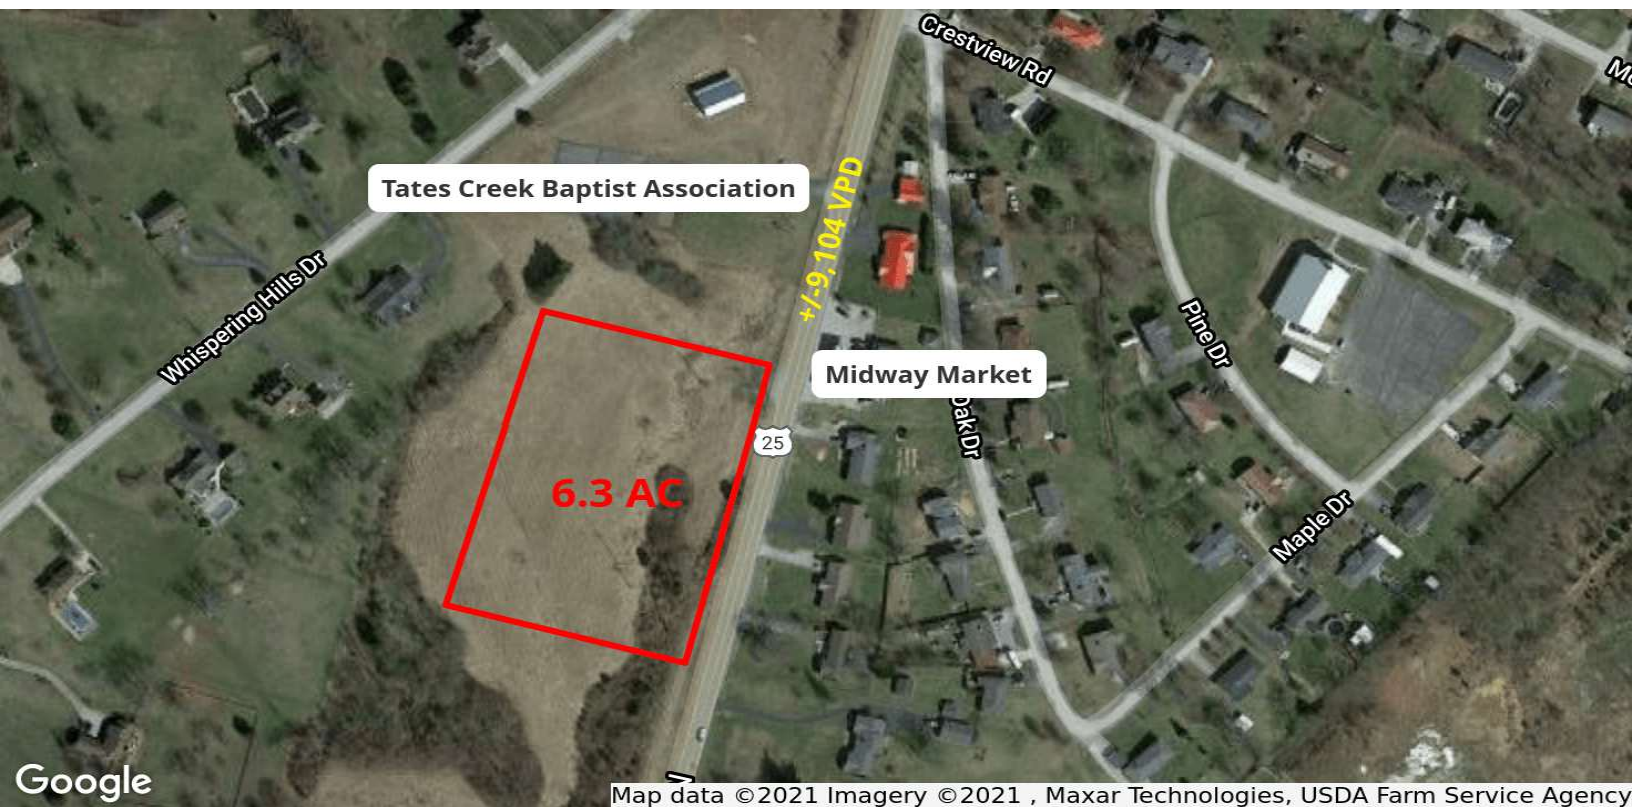 Crestview Rd
Tates Creek Baptist Association
+/-9,104 VPD
Whispering Hills Dr
Pine Dr
Midway Market
Oak Dr
25
6.3 AC
Maple Dr
Google
Map data ©2021 Imagery ©2021 , Maxar Technologies, USDA Farm Service Agency